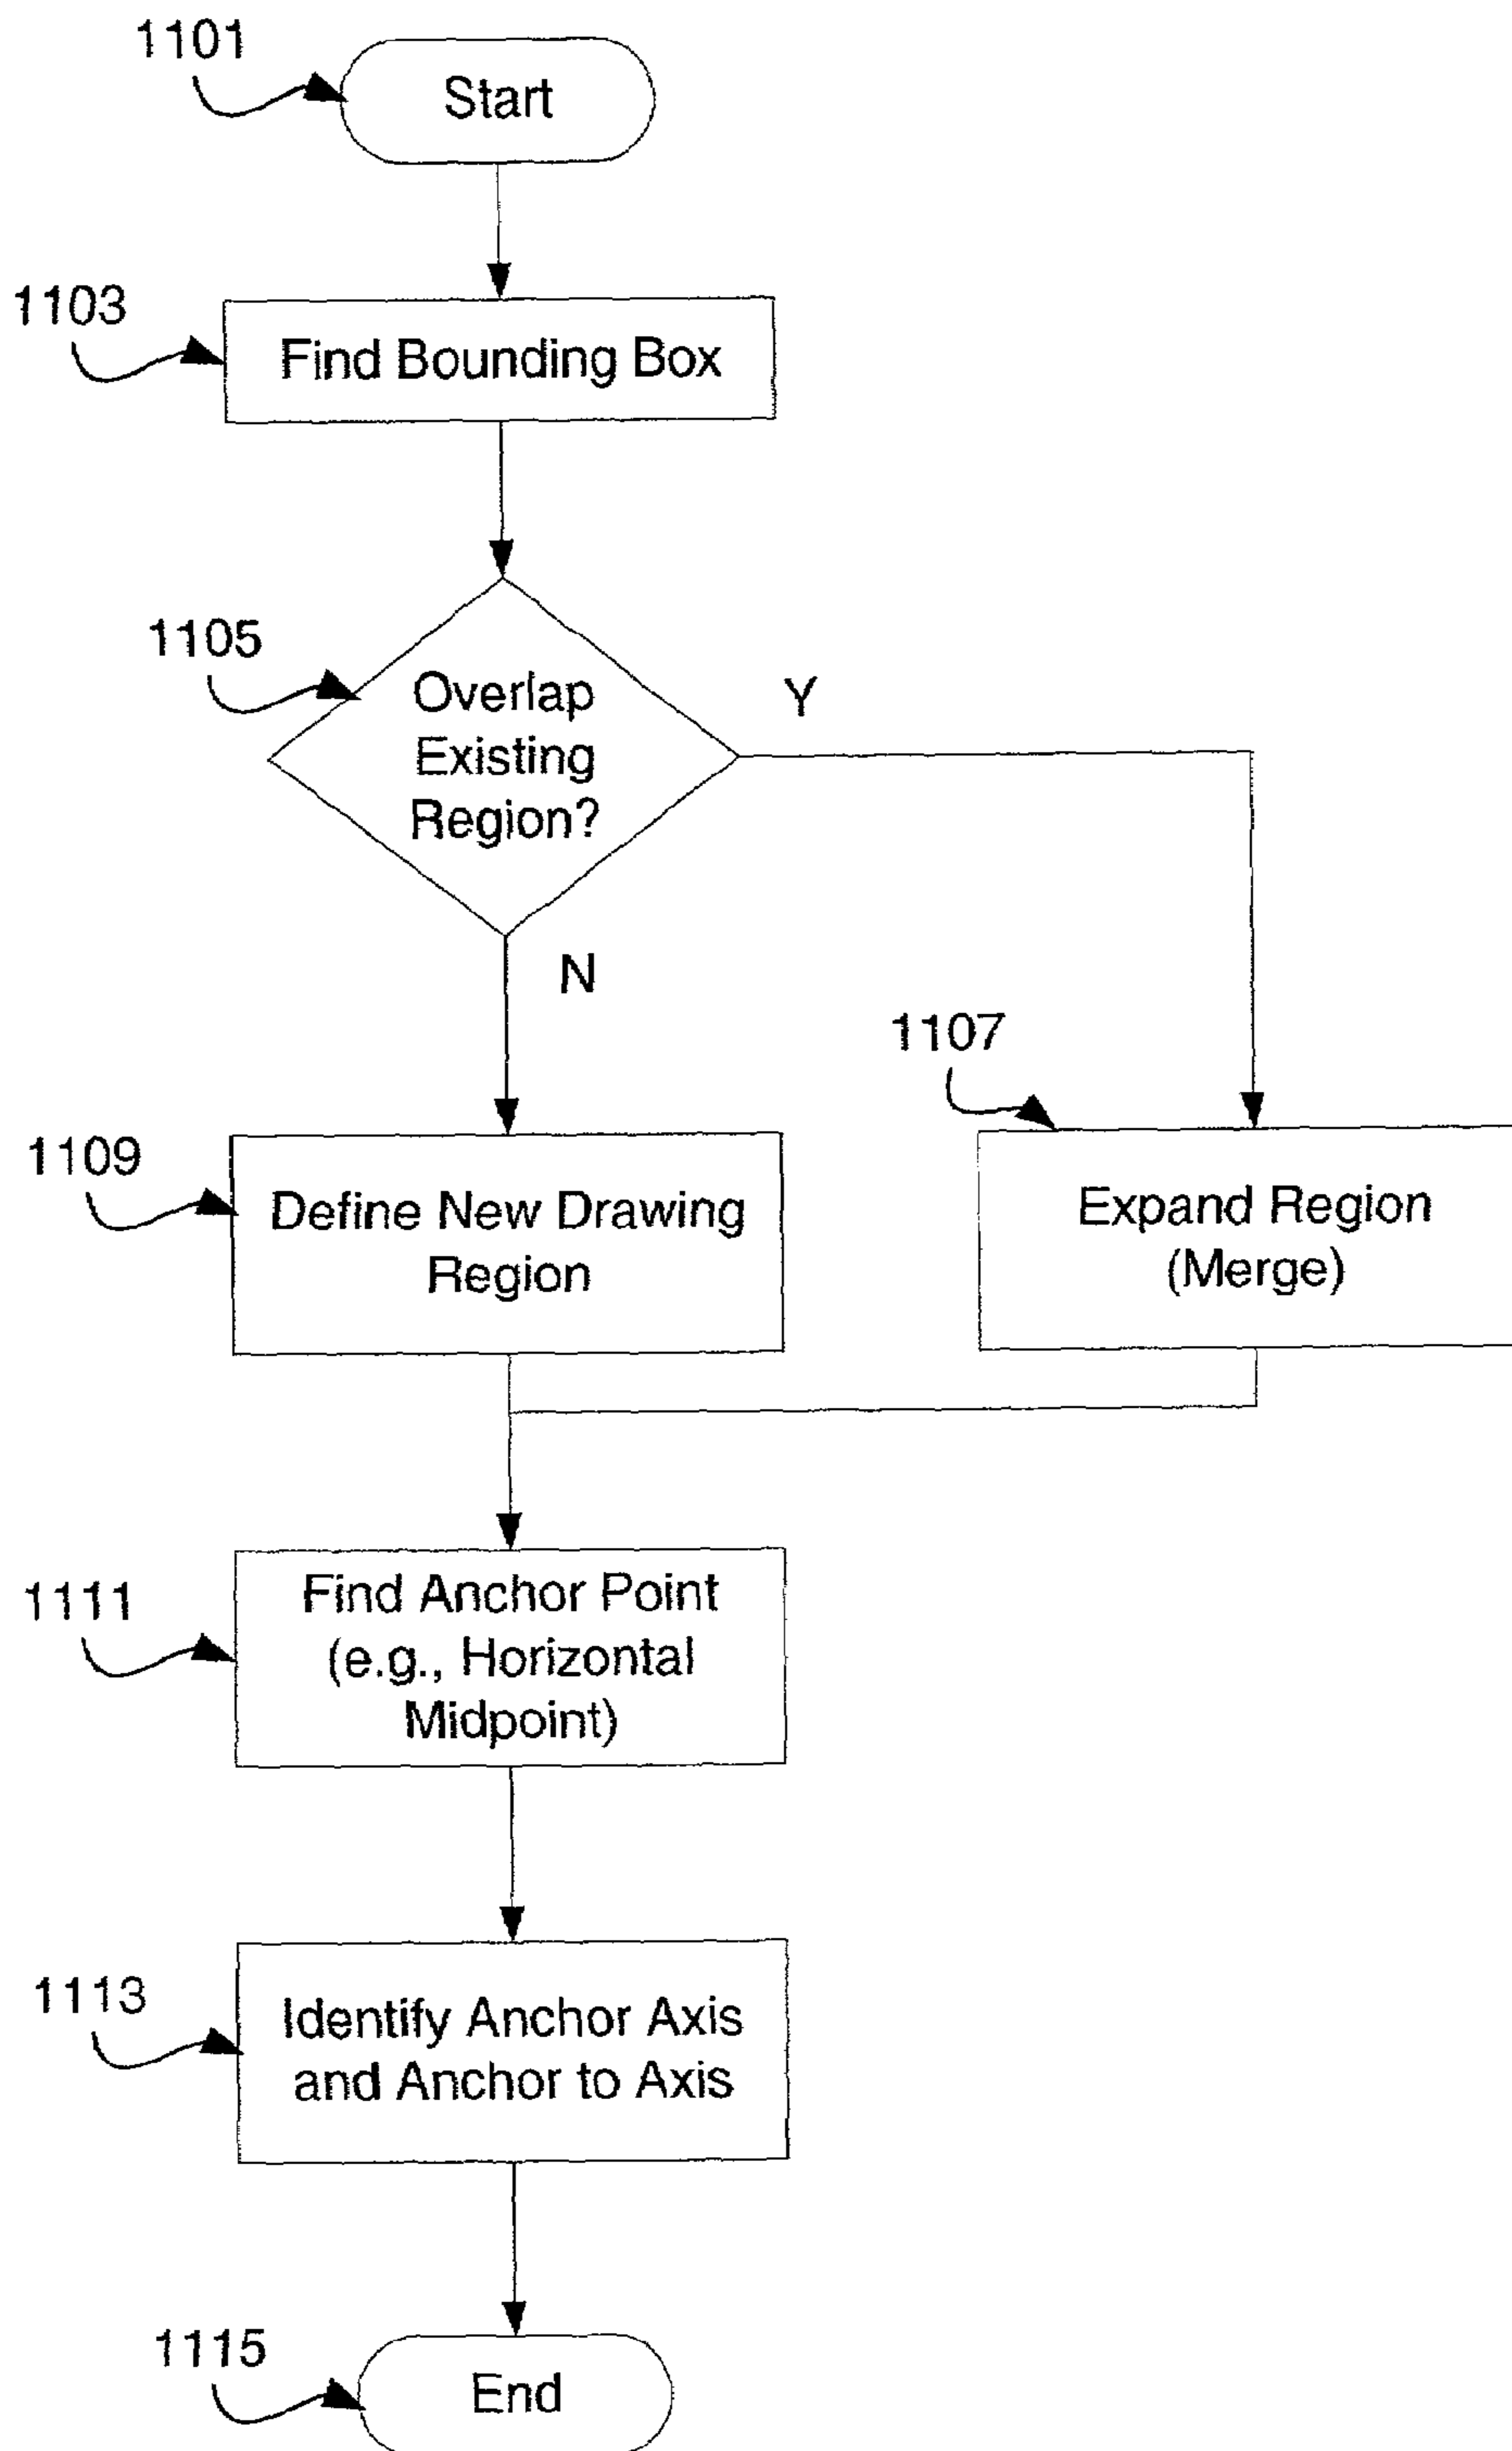 1101
Start
1103
Find Bounding Box
1105
Overlap
Existing
Region?
Y
N
1107
Expand Region
(Merge)
1109
Define New Drawing
Region
1111
Find Anchor Point
(e.g., Horizontal
Midpoint)
1113
Identify Anchor Axis
and Anchor to Axis
1115
End